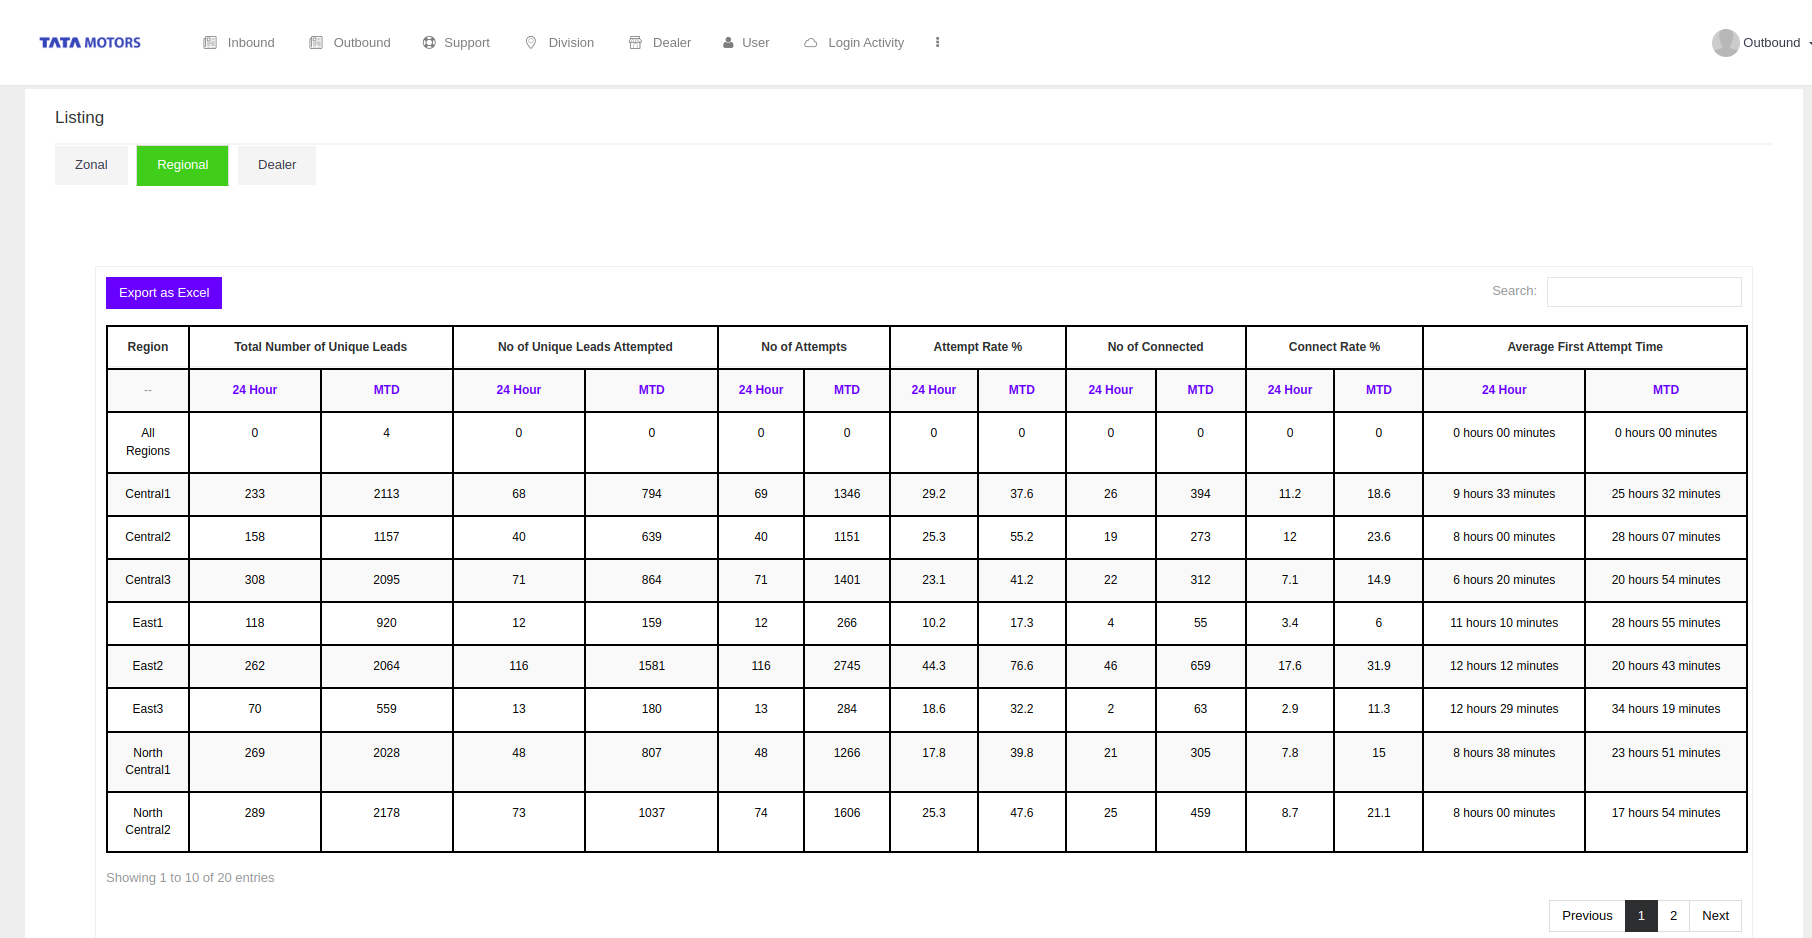 TATA MOTORS Inbound Outbound Support Division Dealer User Login Activity Outbound
Listing
Zonal Regional Dealer
Export as Excel Search:
Region Total Number of Unique Leads No of Unique Leads Attempted No of Attempts Attempt Rate % No of Connected Connect Rate % Average First Attempt Time
-- 24 Hour MTD 24 Hour MTD 24 Hour MTD 24 Hour MTD 24 Hour MTD 24 Hour MTD 24 Hour MTD
All 0 4 0 0 0 0 0 0 0 0 0 0 0 hours 00 minutes 0 hours 00 minutes
Regions
Central1 233 2113 68 794 69 1346 29.2 37.6 26 394 11.2 18.6 9 hours 33 minutes 25 hours 32 minutes
Central2 158 1157 40 639 40 1151 25.3 55.2 19 273 12 23.6 8 hours 00 minutes 28 hours 07 minutes
Central3 308 2095 71 864 71 1401 23.1 41.2 22 312 7.1 14.9 6 hours 20 minutes 20 hours 54 minutes
East1 118 920 12 159 12 266 10.2 17.3 4 55 3.4 6 11 hours 10 minutes 28 hours 55 minutes
East2 262 2064 116 1581 116 2745 44.3 76.6 46 659 17.6 31.9 12 hours 12 minutes 20 hours 43 minutes
East3 70 559 13 180 13 284 18.6 32.2 2 63 2.9 11.3 12 hours 29 minutes 34 hours 19 minutes
North 269 2028 48 807 48 1266 17.8 39.8 21 305 7.8 15 8 hours 38 minutes 23 hours 51 minutes
Central1
North 289 2178 73 1037 74 1606 25.3 47.6 25 459 8.7 21.1 8 hours 00 minutes 17 hours 54 minutes
Central2
Showing 1 to 10 of 20 entries
Previous 1 2 Next